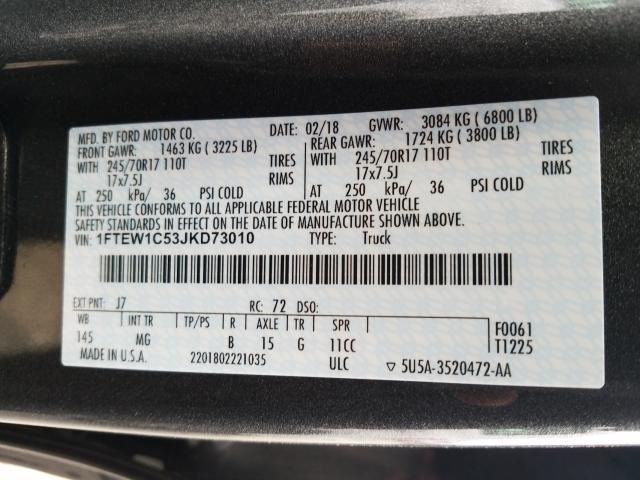 MFD. BY FORD MOTOR CO. DATE: 02/18 GVWR: 3084 KG ( 6800 LB)
FRONT GAWR: 1463 KG ( 3225 LB) REAR GAWR: 1724 KG ( 3800 LB)
WITH 245/70R17 110T TIRES WITH 245/70R17 110T TIRES
17x7.5J RIMS 17x7.5J RIMS
AT 250 kPa/ 36 PSI COLD AT 250 kPa/ 36 PSI COLD
THIS VEHICLE CONFORMS TO ALL APPLICABLE FEDERAL MOTOR VEHICLE
SAFETY STANDARDS IN EFFECT ON THE DATE OF MANUFACTURE SHOWN ABOVE.
VIN: 1FTEW1C53JKD73010 TYPE: Truck
EXT PNT: J7 RC: 72 DSO:
WB INT TR TP/PS R AXLE TR SPR F0061
145 MG B 15 G 11CC T1225
MADE IN U.S.A. 2201802221035 ULC ▽ 5U5A-3520472-AA